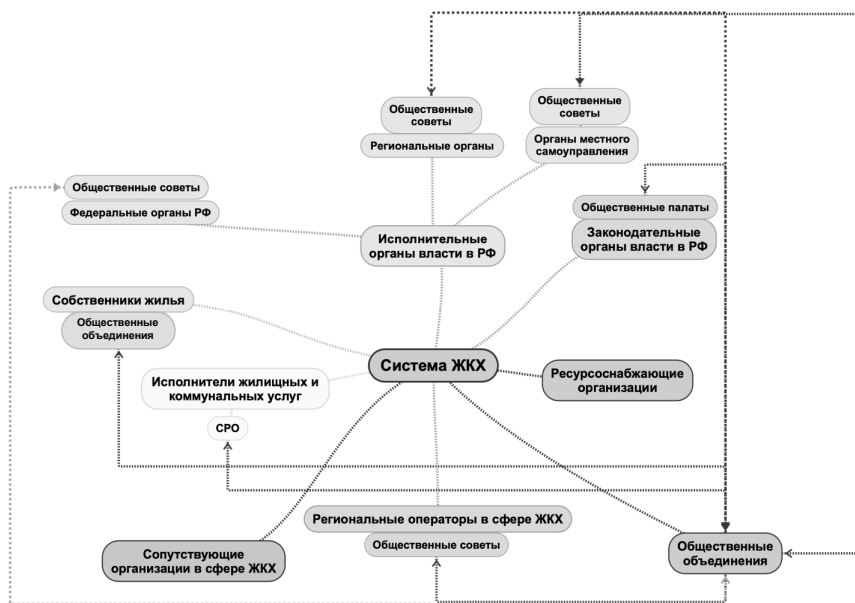 Общественные
советы
Региональные органы
Общественные
советы
Органы местного
самоуправления
Общественные советы
Федеральные органы РФ
Общественные палаты
Законодательные
органы власти в РФ
Исполнительные
органы власти в РФ
Собственники жилья
Общественные
объединения
Система ЖКХ
Ресурсоснабжающие
организации
Исполнители жилищных и
коммунальных услуг
СРО
Региональные операторы в сфере ЖКХ
Общественные советы
Сопутствующие
организации в сфере ЖКХ
Общественные
объединения